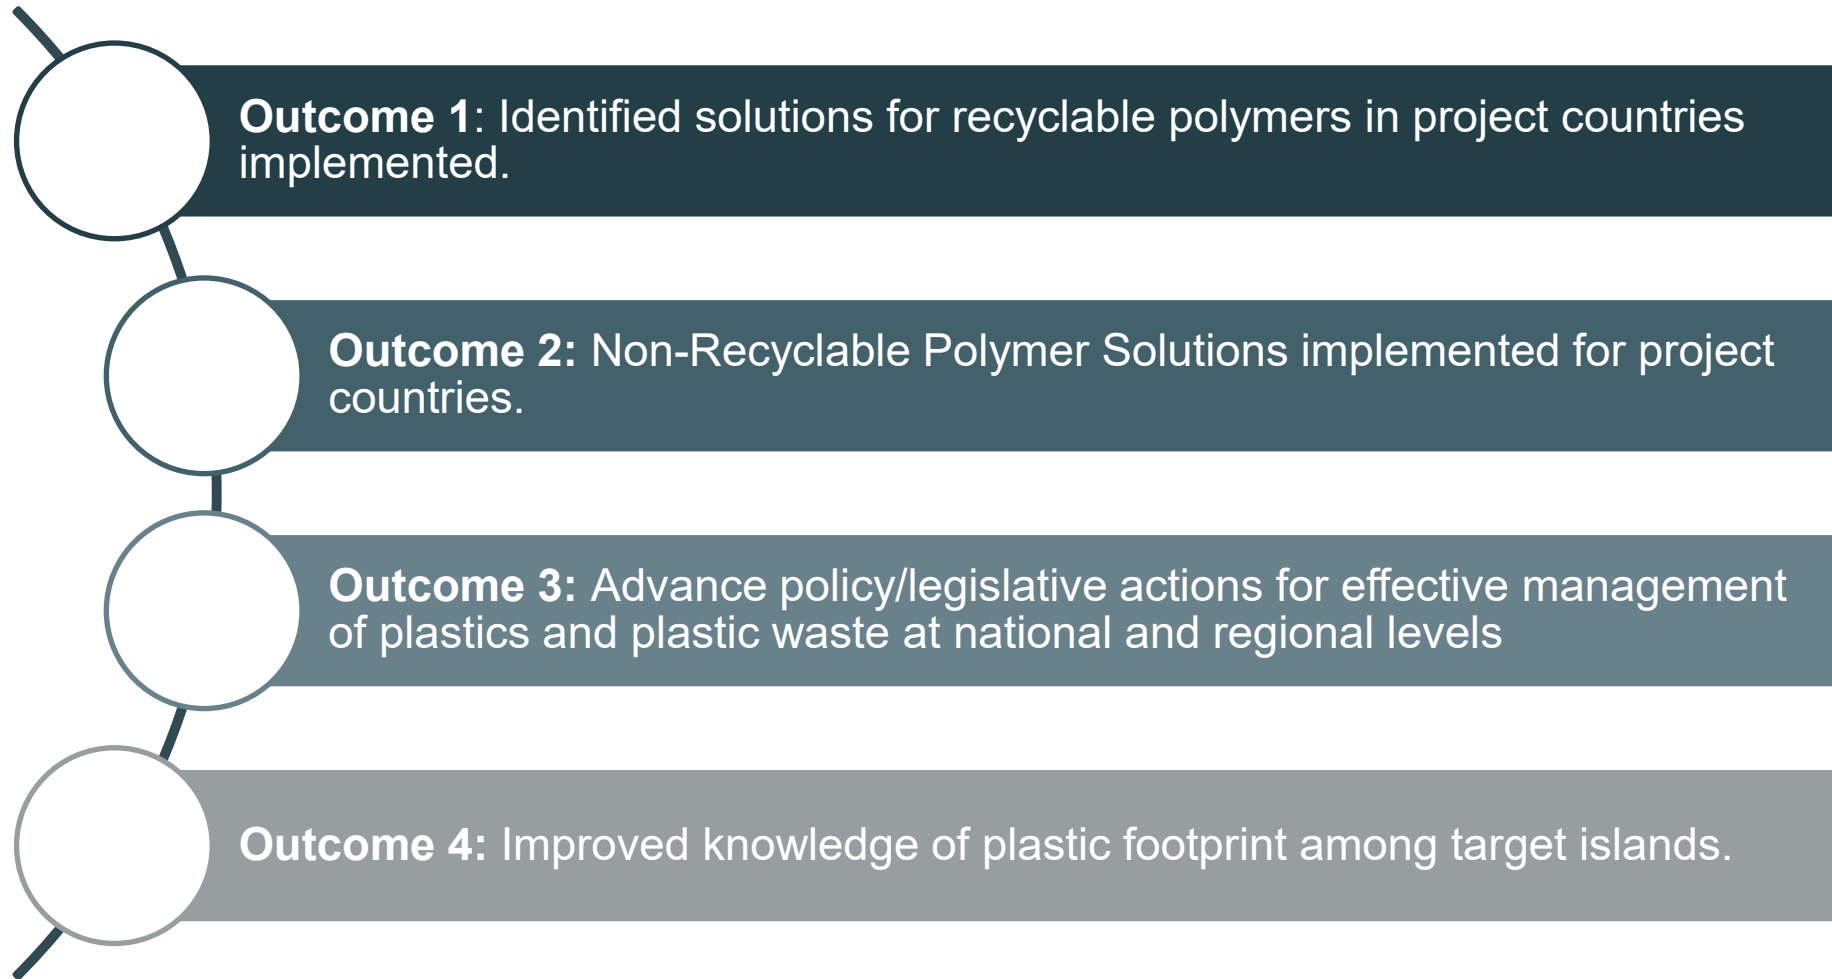 Outcome 1: Identified solutions for recyclable polymers in project countries
implemented.
Outcome 2: Non-Recyclable Polymer Solutions implemented for project
countries.
Outcome 3: Advance policy/legislative actions for effective management
of plastics and plastic waste at national and regional levels
Outcome 4: Improved knowledge of plastic footprint among target islands.